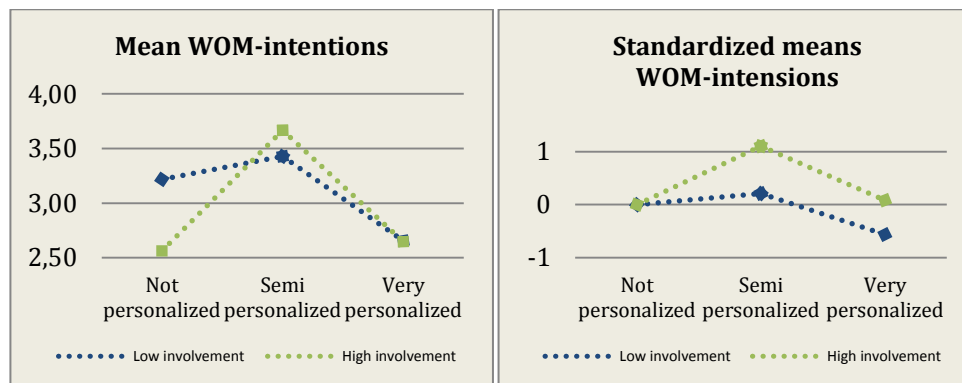 Mean WOM-intentions
4,00
3,50
3,00
2,50
Not personalized
Semi personalized
Very personalized
Low involvement
High involvement
Standardized means
WOM-intensions
1
0
-1
Not personalized
Semi personalized
Very personalized
Low involvement
High involvement